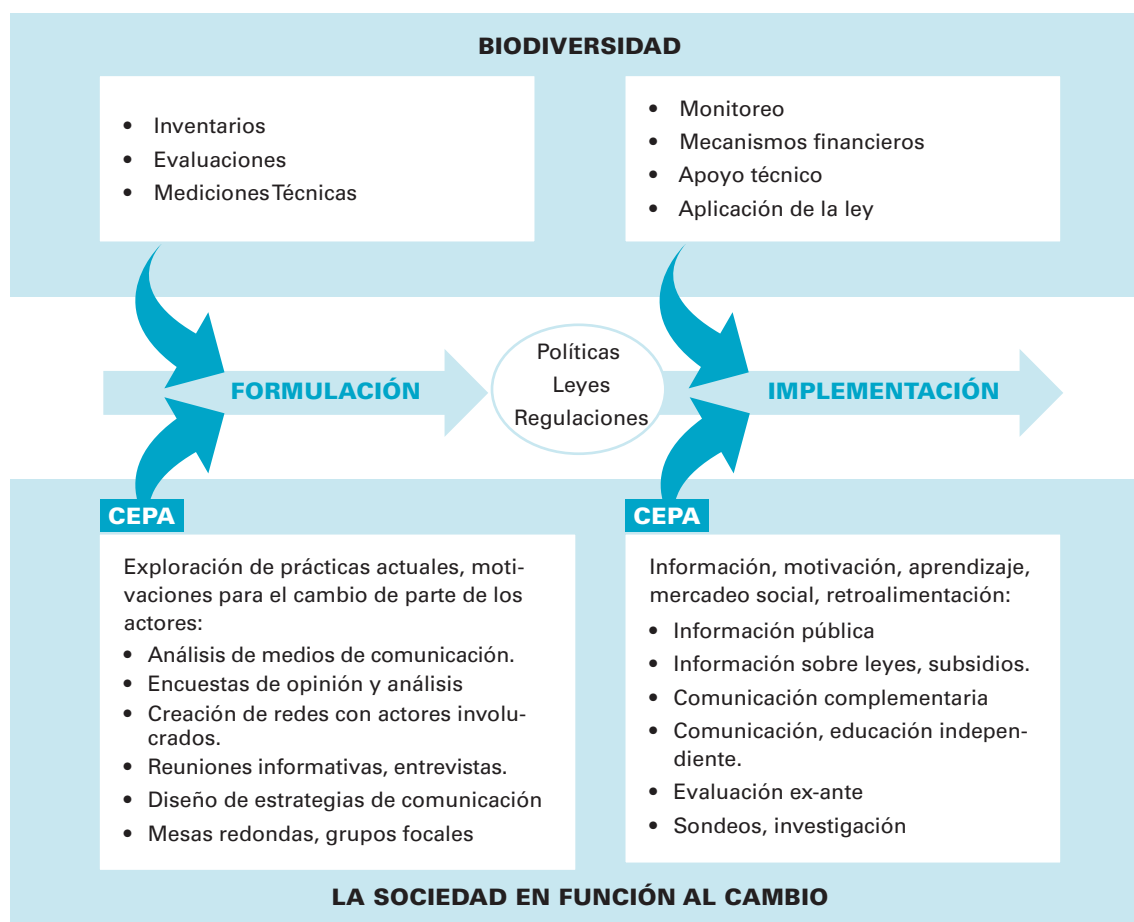 BIODIVERSIDAD
• Inventarios
• Evaluaciones
• Mediciones Técnicas
• Monitoreo
• Mecanismos financieros
• Apoyo técnico
• Aplicación de la ley
FORMULACIÓN
Políticas
Leyes
Regulaciones
IMPLEMENTACIÓN
CEPA
Exploración de prácticas actuales, moti-
vaciones para el cambio de parte de los
actores:
• Análisis de medios de comunicación.
• Encuestas de opinión y análisis
• Creación de redes con actores involu-
crados.
• Reuniones informativas, entrevistas.
• Diseño de estrategias de comunicación
• Mesas redondas, grupos focales
CEPA
Información, motivación, aprendizaje,
mercadeo social, retroalimentación:
• Información pública
• Información sobre leyes, subsidios.
• Comunicación complementaria
• Comunicación, educación indepen-
diente.
• Evaluación ex-ante
• Sondeos, investigación
LA SOCIEDAD EN FUNCIÓN AL CAMBIO